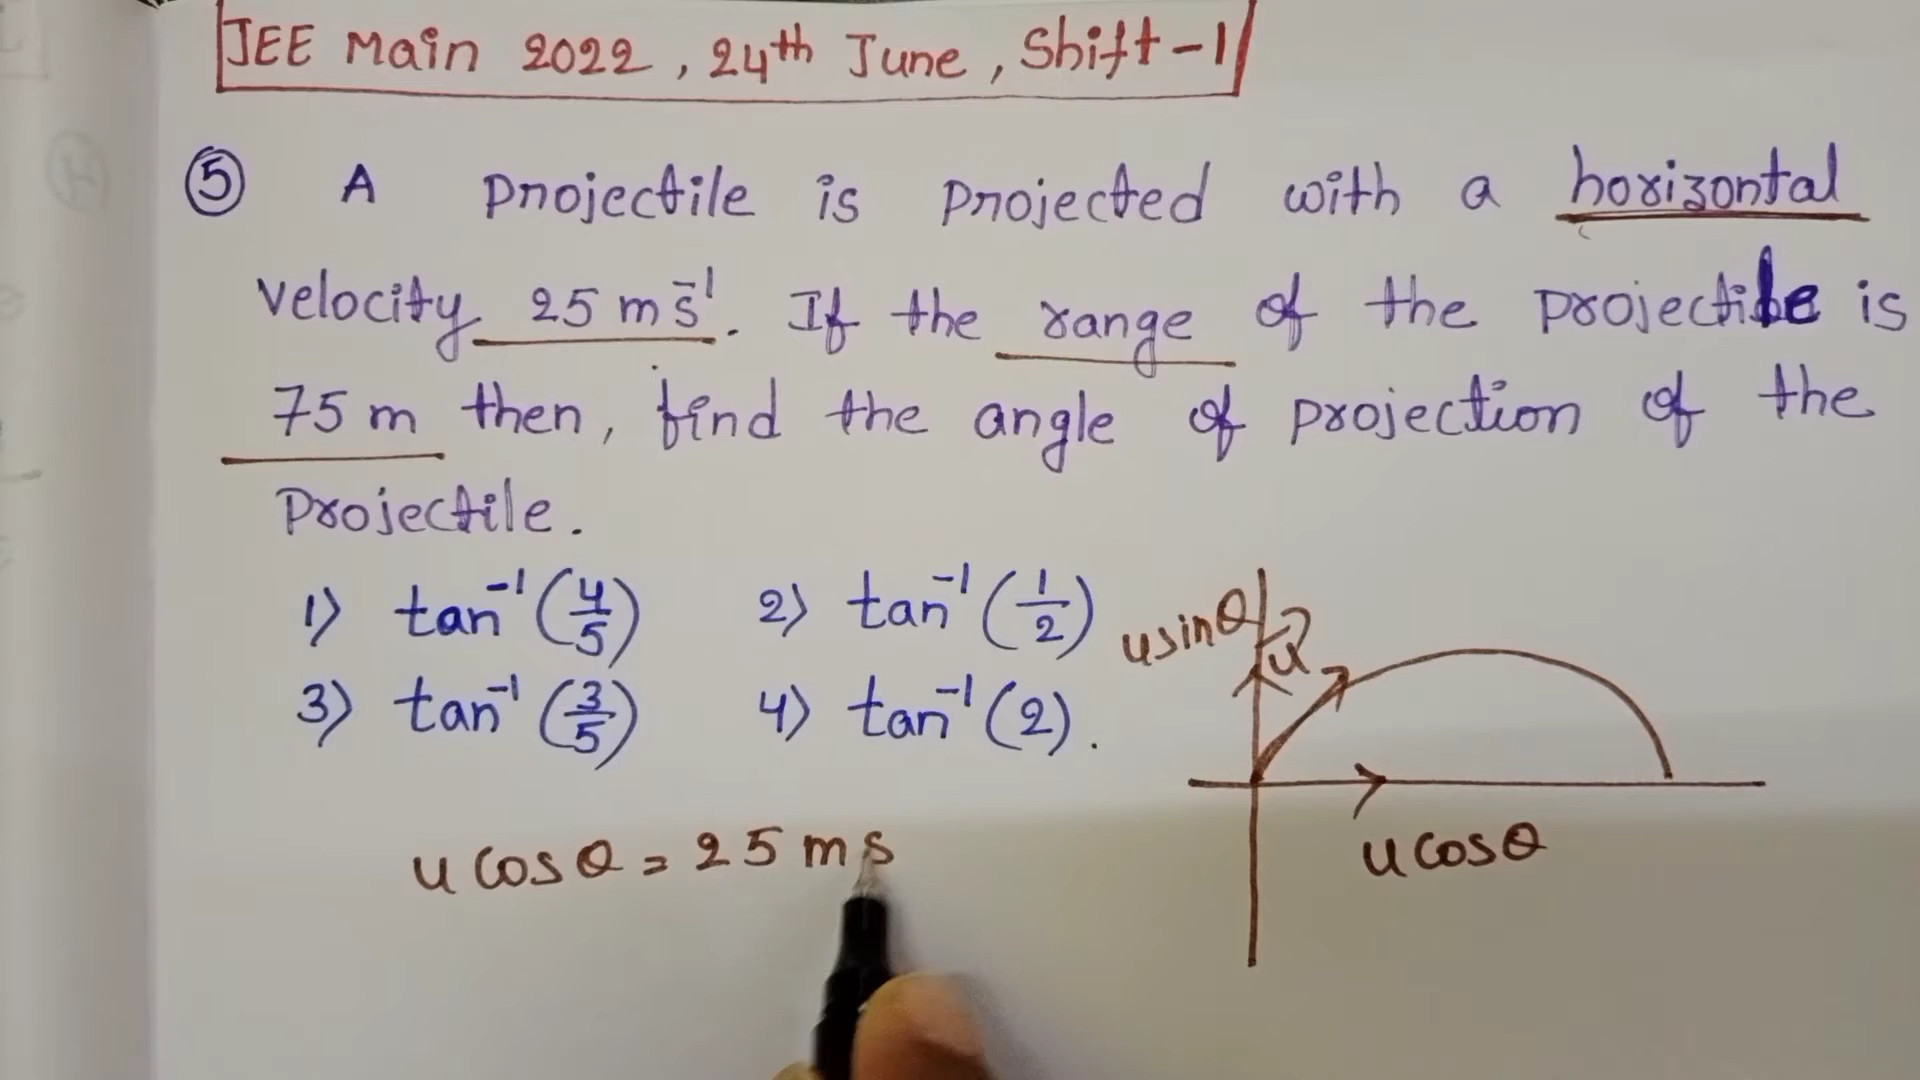 JEE Main 2022, 24th June, Shift-1
⑤ A projectile is projected with a horizontal
velocity 25 ms⁻¹. If the range of the projectile is
75 m then, find the angle of projection of the
Projectile.
1) tan⁻¹(4/5) 2) tan⁻¹(1/2)
3) tan⁻¹(3/5) 4) tan⁻¹(2).
u sinθ
u
u cosθ
u cosθ = 25 ms